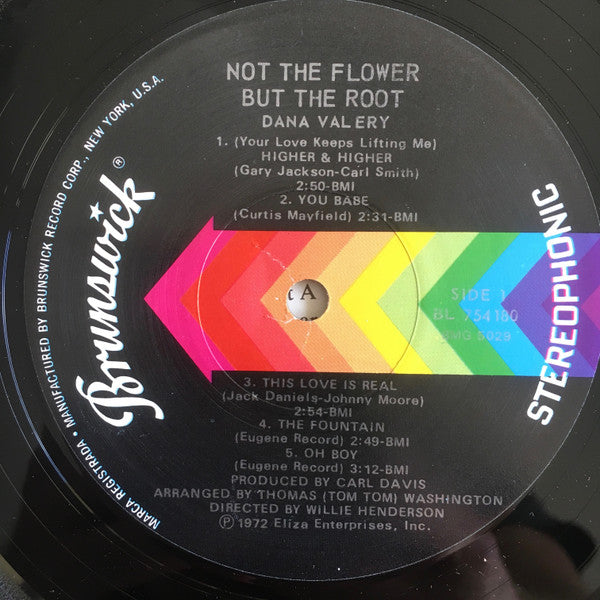 NOT THE FLOWER
BUT THE ROOT
DANA VALERY
1. (Your Love Keeps Lifting Me)
HIGHER & HIGHER
(Gary Jackson-Carl Smith)
2:50-BMI
2. YOU BABE
(Curtis Mayfield) 2:31-BMI
SIDE 1
BL 754180
BMG 5029
A
3. THIS LOVE IS REAL
(Jack Daniels-Johnny Moore)
2:54-BMI
4. THE FOUNTAIN
(Eugene Record) 2:49-BMI
5. OH BOY
(Eugene Record) 3:12-BMI
PRODUCED BY CARL DAVIS
ARRANGED BY THOMAS (TOM TOM) WASHINGTON
DIRECTED BY WILLIE HENDERSON
℗ 1972 Eliza Enterprises, Inc.
Brunswick®
STEREOPHONIC
MARCA REGISTRADA • MANUFACTURED BY BRUNSWICK RECORD CORP., NEW YORK, U.S.A.